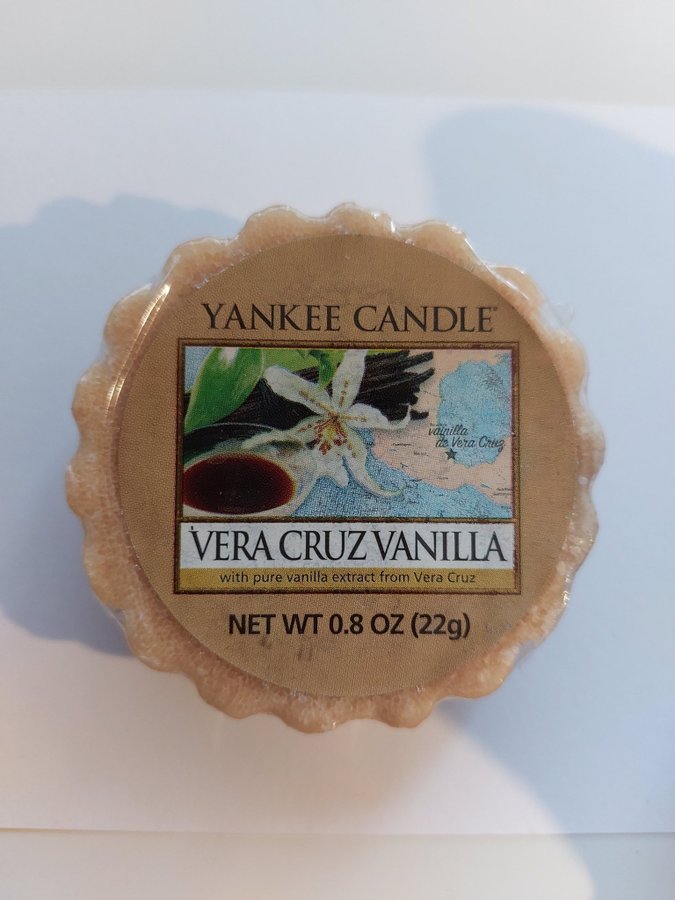 YANKEE CANDLE
vainilla
de Vera Cruz
VERA CRUZ VANILLA
with pure vanilla extract from Vera Cruz
NET WT 0.8 OZ (22g)